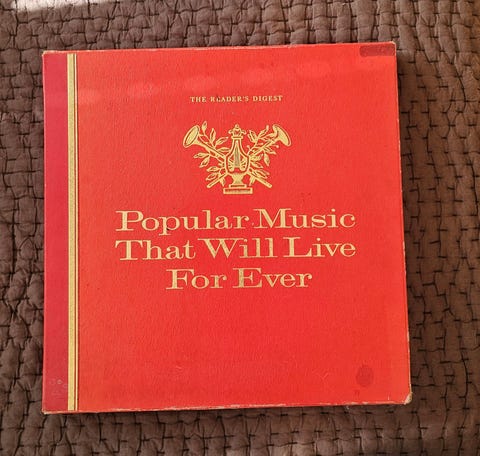 THE READER'S DIGEST
Popular Music
That Will Live
For Ever